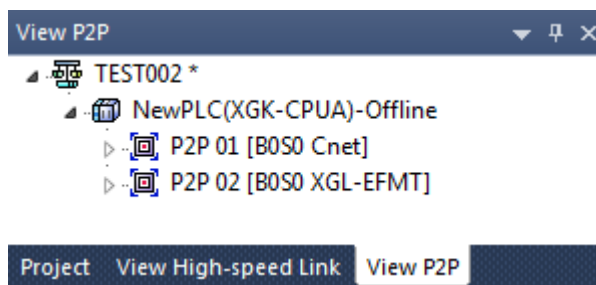 View P2P
TEST002 *
NewPLC(XGK-CPUA)-Offline
P2P 01 [B0S0 Cnet]
P2P 02 [B0S0 XGL-EFMT]
Project View High-speed Link View P2P